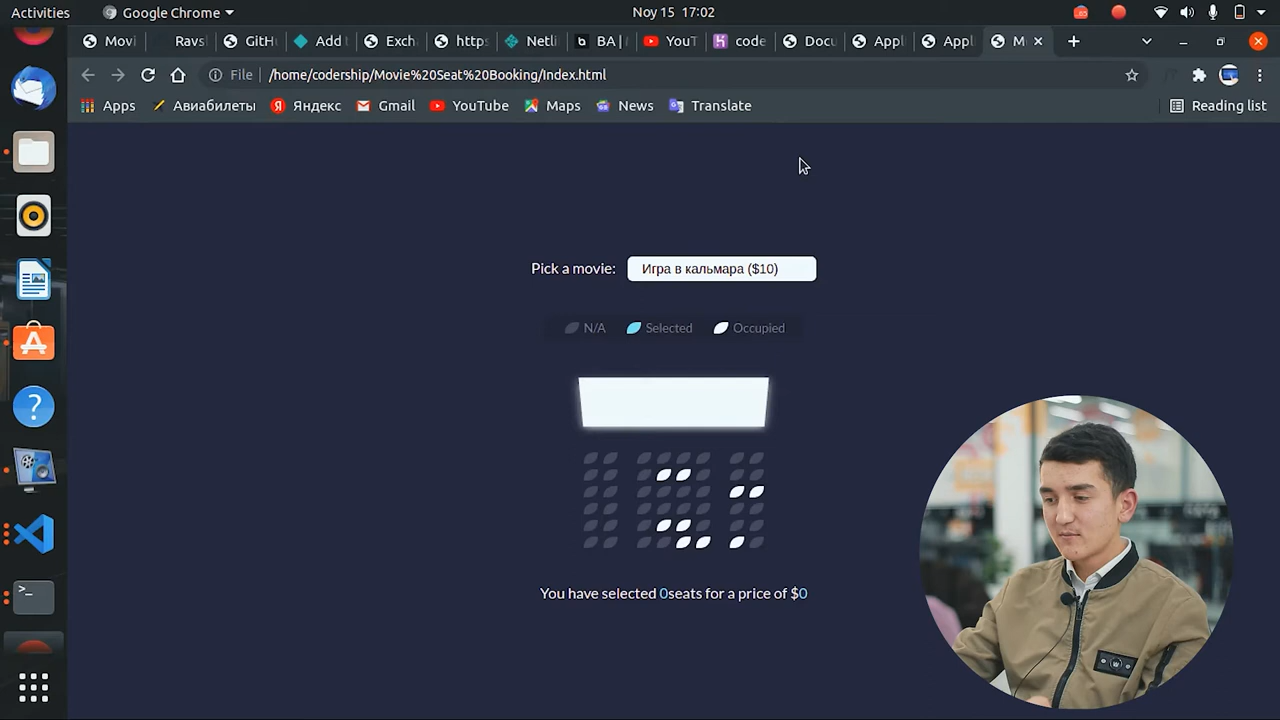 Activities
Google Chrome
Noy 15 17:02
Movi
Ravs
GitH
Add
Exch
http
Netli
BA |
YouT
code
Docu
Appl
Appl
M
File
/home/codership/Movie%20Seat%20Booking/Index.html
Apps
Авиабилеты
Яндекс
Gmail
YouTube
Maps
News
Translate
Reading list
Pick a movie:
Игра в кальмара ($10)
N/A
Selected
Occupied
You have selected 0seats for a price of $0